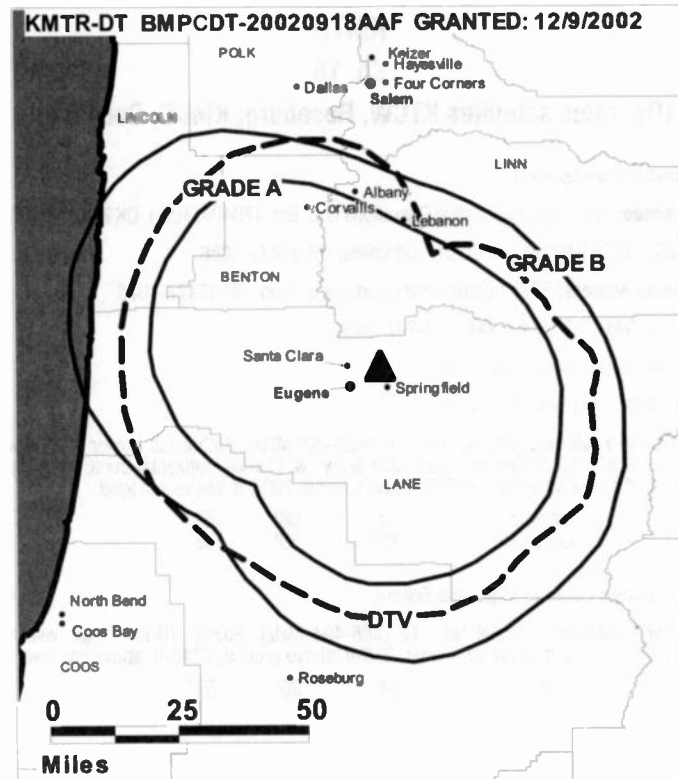 KMTR-DT BMPCDT-20020918AAF GRANTED: 12/9/2002
POLK
Keizer
Hayesville
Dallas
Four Corners
Salem
LINCOLN
LINN
GRADE A
Albany
Corvallis
Lebanon
GRADE B
BENTON
Santa Clara
Eugene
Springfield
LANE
North Bend
DTV
Coos Bay
COOS
Roseburg
0 25 50
Miles